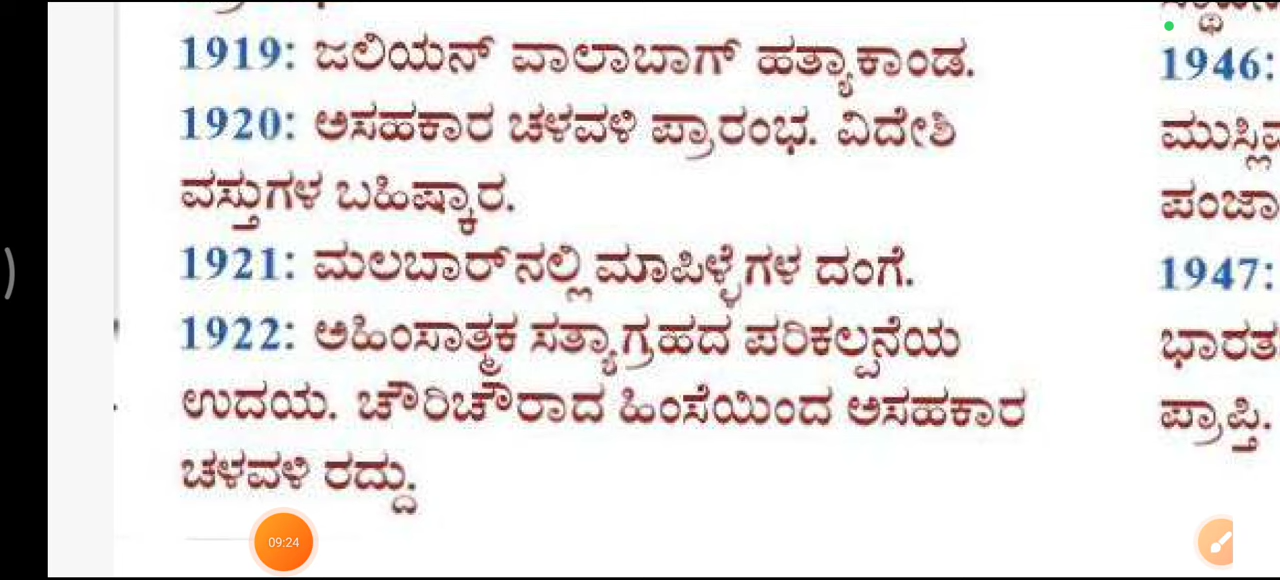 1919: ಜಲಿಯನ್ ವಾಲಾಬಾಗ್ ಹತ್ಯಾಕಾಂಡ.
1920: ಅಸಹಕಾರ ಚಳವಳಿ ಪ್ರಾರಂಭ. ವಿದೇಶಿ
ವಸ್ತುಗಳ ಬಹಿಷ್ಕಾರ.
1921: ಮಲಬಾರ್‌ನಲ್ಲಿ ಮಾಪಿಳ್ಳೆಗಳ ದಂಗೆ.
1922: ಅಹಿಂಸಾತ್ಮಕ ಸತ್ಯಾಗ್ರಹದ ಪರಿಕಲ್ಪನೆಯ
ಉದಯ. ಚೌರಿಚೌರಾದ ಹಿಂಸೆಯಿಂದ ಅಸಹಕಾರ
ಚಳವಳಿ ರದ್ದು.
1946:
1947:
ಭಾರತ
ಪ್ರಾಪ್ತಿ.
09:24